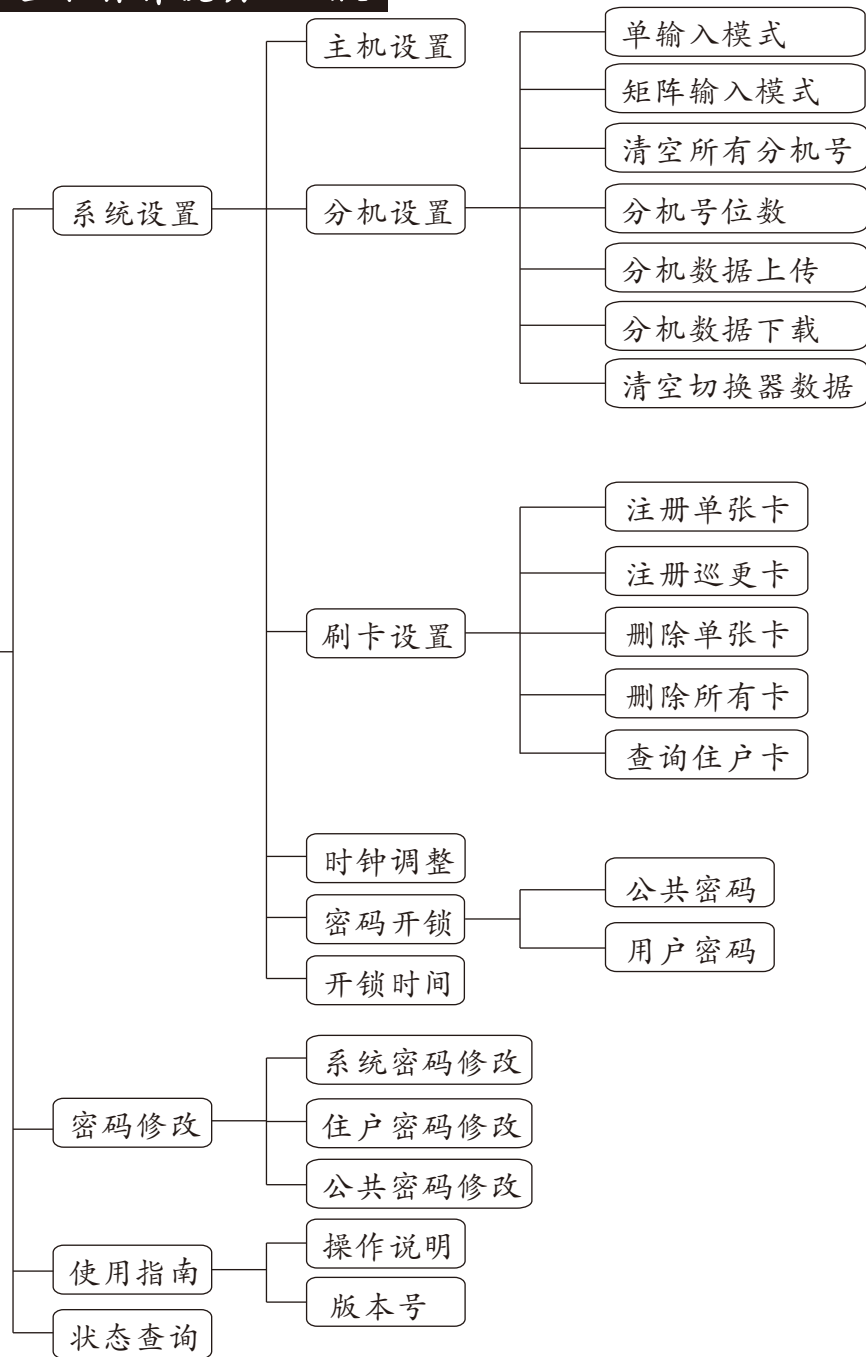 主机设置
单输入模式
矩阵输入模式
清空所有分机号
系统设置
分机设置
分机号位数
分机数据上传
分机数据下载
清空切换器数据
注册单张卡
注册巡更卡
刷卡设置
删除单张卡
删除所有卡
查询住户卡
时钟调整
密码开锁
公共密码
用户密码
开锁时间
系统密码修改
密码修改
住户密码修改
公共密码修改
使用指南
操作说明
版本号
状态查询